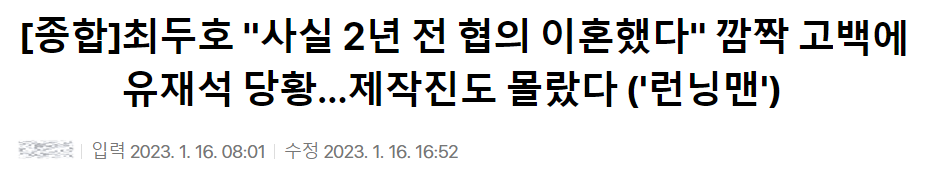 [종합]최두호 "사실 2년 전 협의 이혼했다" 깜짝 고백에
유재석 당황...제작진도 몰랐다 ('런닝맨')
입력 2023. 1. 16. 08:01 수정 2023. 1. 16. 16:52